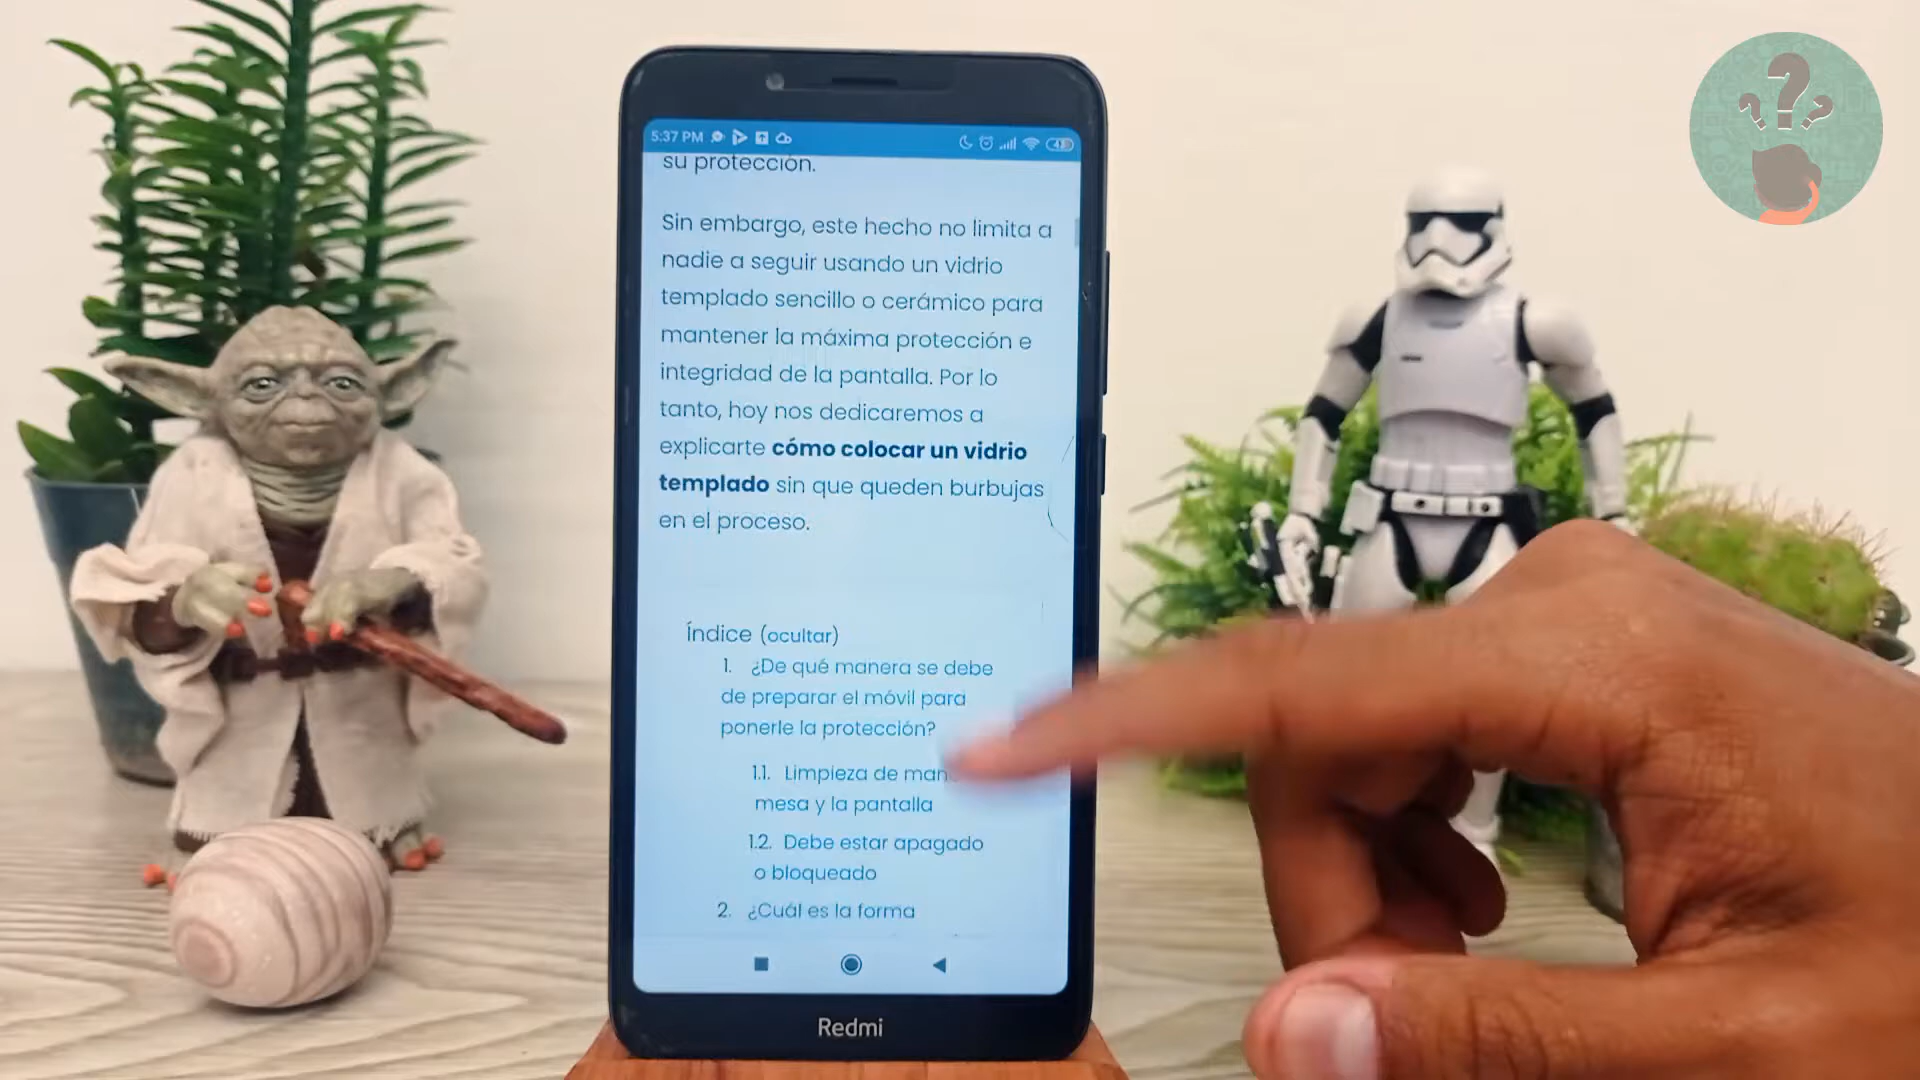 5:37 PM
su protección.
Sin embargo, este hecho no limita a
nadie a seguir usando un vidrio
templado sencillo o cerámico para
mantener la máxima protección e
integridad de la pantalla. Por lo
tanto, hoy nos dedicaremos a
explicarte cómo colocar un vidrio
templado sin que queden burbujas
en el proceso.
Índice (ocultar)
1. ¿De qué manera se debe
de preparar el móvil para
ponerle la protección?
1.1. Limpieza de
mesa y la pantalla
1.2. Debe estar apagado
o bloqueado
2. ¿Cuál es la forma
Redmi